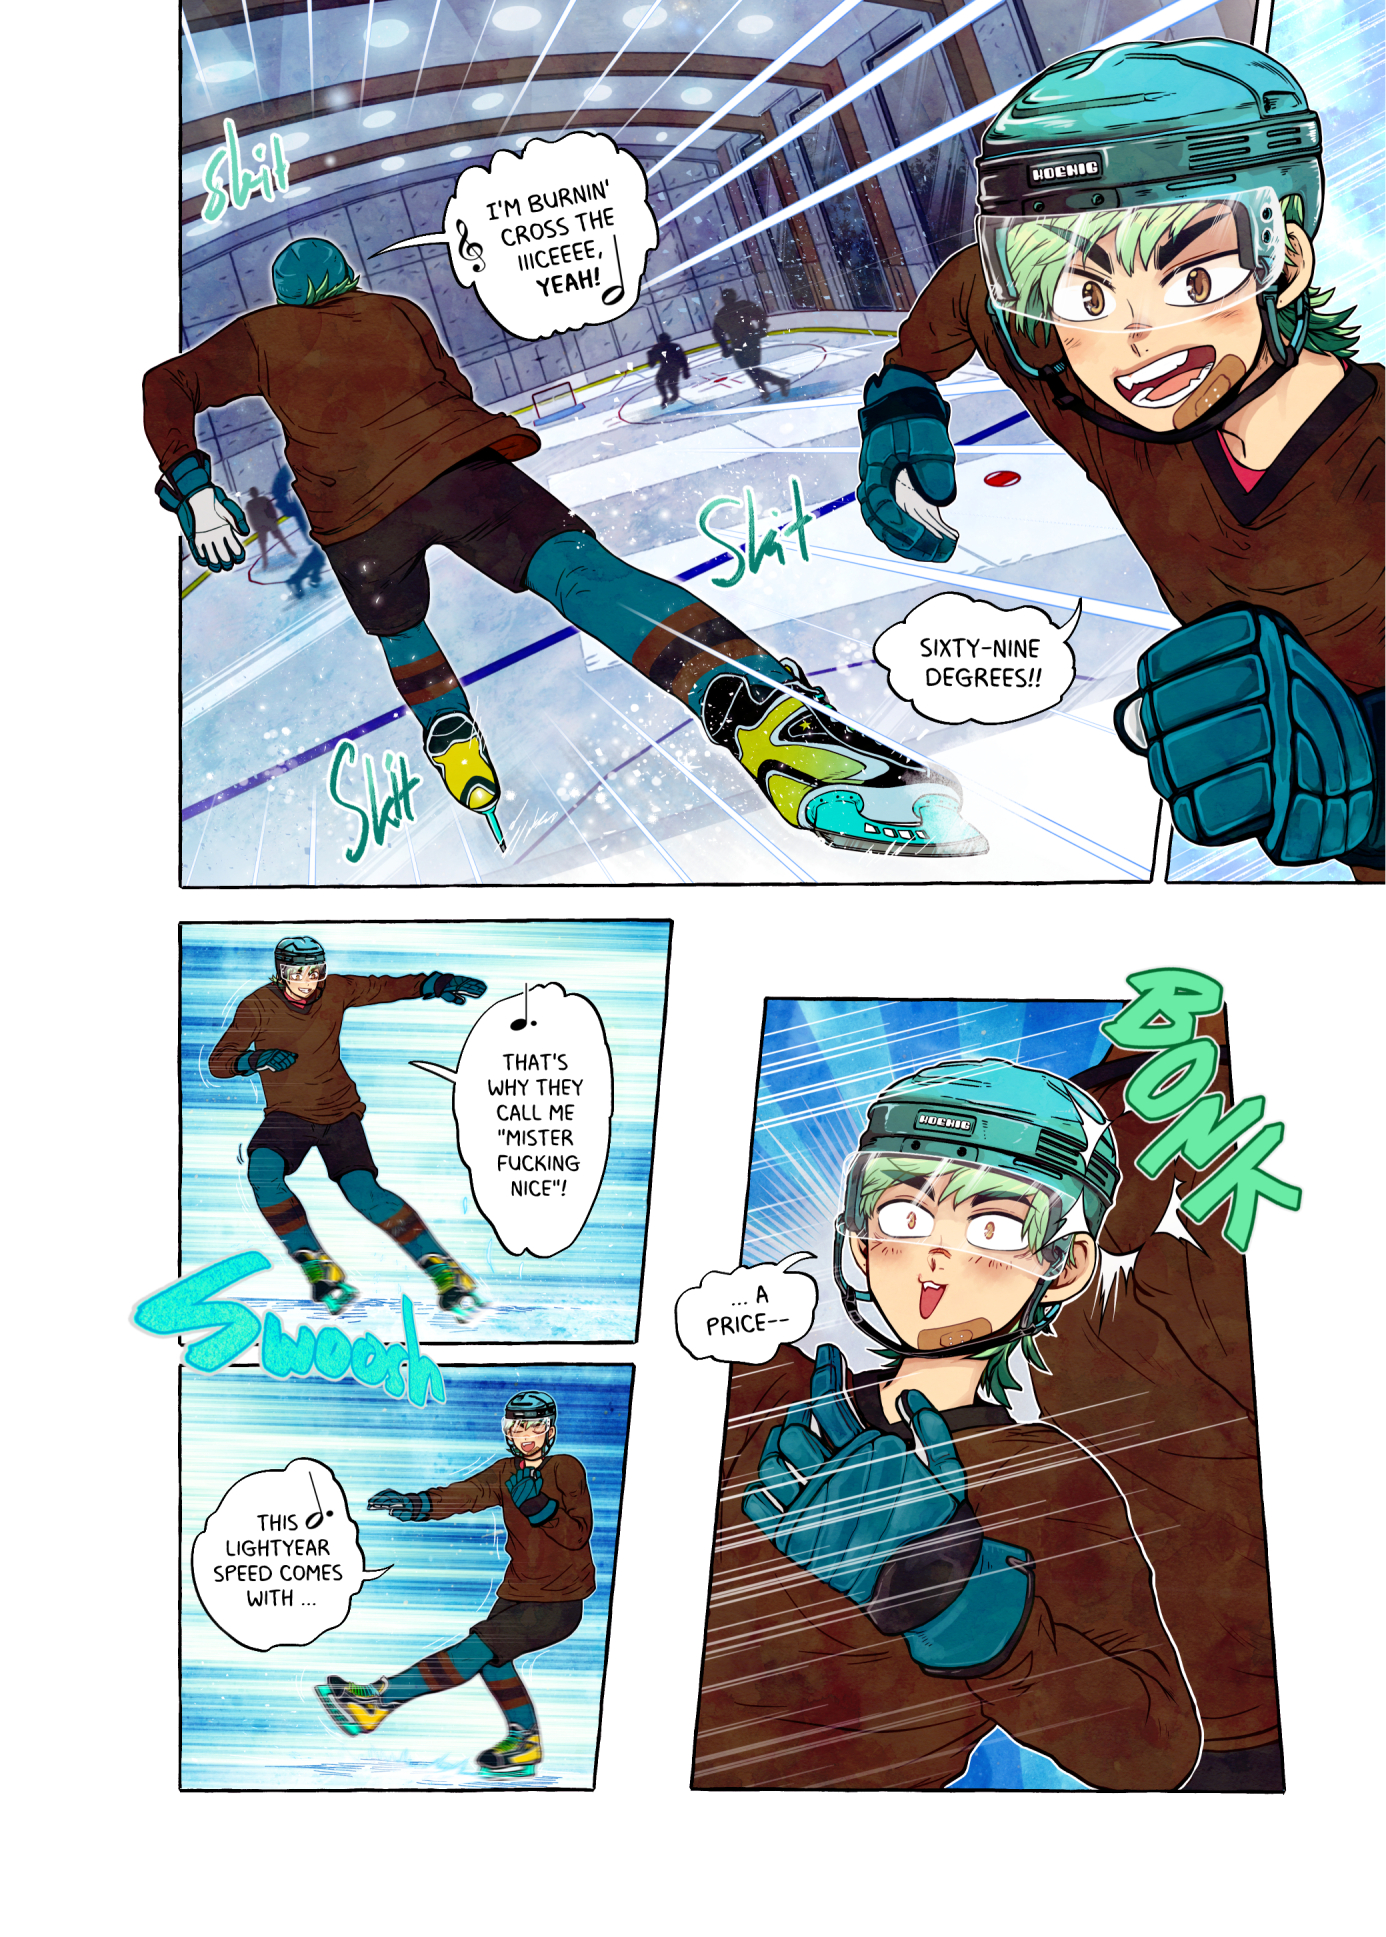 Skit
I'M BURNIN'
CROSS THE
IIICEEEE,
YEAH!
KOENIG
Skit
SIXTY-NINE
DEGREES!!
Skit
THAT'S
WHY THEY
CALL ME
"MISTER
FUCKING
NICE"!
Swoosh
THIS
LIGHTYEAR
SPEED COMES
WITH ...
BONK
KOENIG
... A
PRICE--